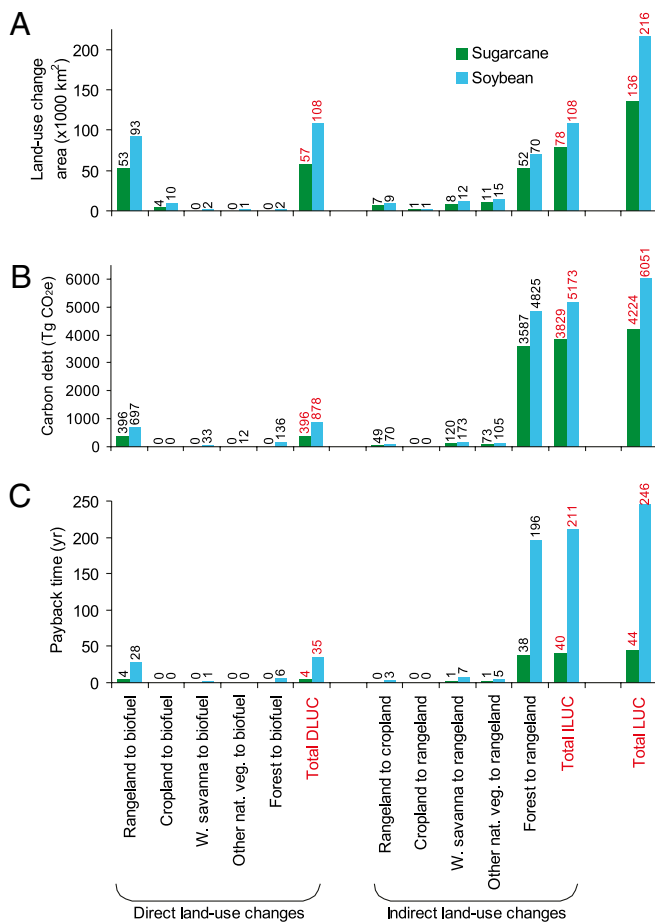 A
Land-use change
area (x1000 km²)
200
150
100
50
0
Sugarcane
Soybean
53 93 4 10 0 2 0 1 0 2 57 108 7 9 1 1 8 12 11 15 52 70 78 108 136 216
B
Carbon debt (Tg CO₂e)
6000
5000
4000
3000
2000
1000
0
396 697 0 0 0 33 0 12 0 136 396 878 49 70 0 0 120 173 73 105 3587 4825 3829 5173 4224 6051
C
Payback time (yr)
250
200
150
100
50
0
4 28 0 0 0 1 0 0 0 6 4 35 0 3 0 0 1 7 1 5 38 196 40 211 44 246
Rangeland to biofuel
Cropland to biofuel
W. savanna to biofuel
Other nat. veg. to biofuel
Forest to biofuel
Total DLUC
Rangeland to cropland
Cropland to rangeland
W. savanna to rangeland
Other nat. veg. to rangeland
Forest to rangeland
Total ILUC
Total LUC
Direct land-use changes
Indirect land-use changes